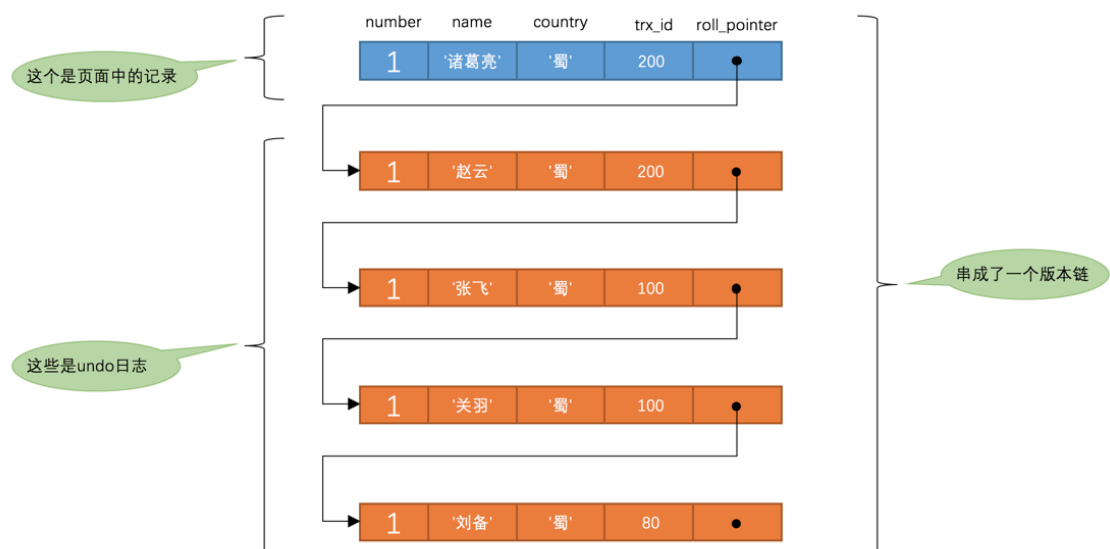 number name country trx_id roll_pointer
1 '诸葛亮' '蜀' 200
这个是页面中的记录
1 '赵云' '蜀' 200
1 '张飞' '蜀' 100
串成了一个版本链
这些是undo日志
1 '关羽' '蜀' 100
1 '刘备' '蜀' 80